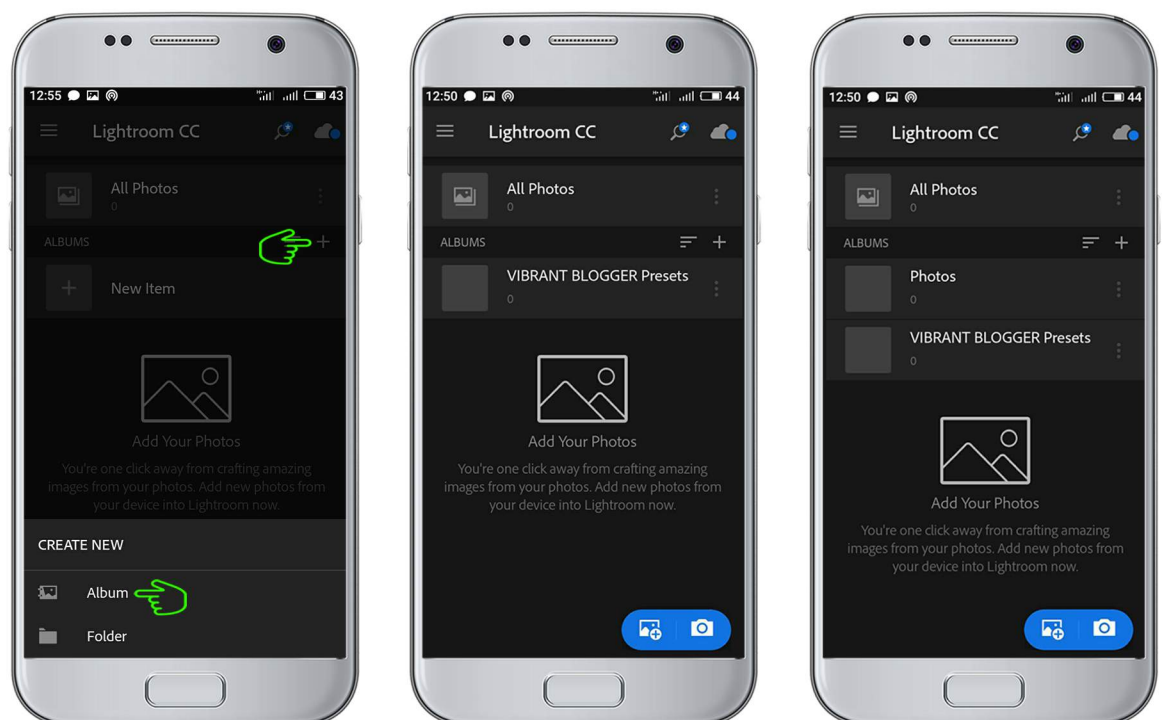 12:55
43
Lightroom CC
All Photos
0
ALBUMS
New Item
Add Your Photos
You're one click away from crafting amazing
images from your photos. Add new photos from
your device into Lightroom now.
CREATE NEW
Album
Folder
12:50
44
Lightroom CC
All Photos
0
ALBUMS
VIBRANT BLOGGER Presets
0
Add Your Photos
You're one click away from crafting amazing
images from your photos. Add new photos from
your device into Lightroom now.
12:50
44
Lightroom CC
All Photos
0
ALBUMS
Photos
0
VIBRANT BLOGGER Presets
0
Add Your Photos
You're one click away from crafting amazing
images from your photos. Add new photos from
your device into Lightroom now.